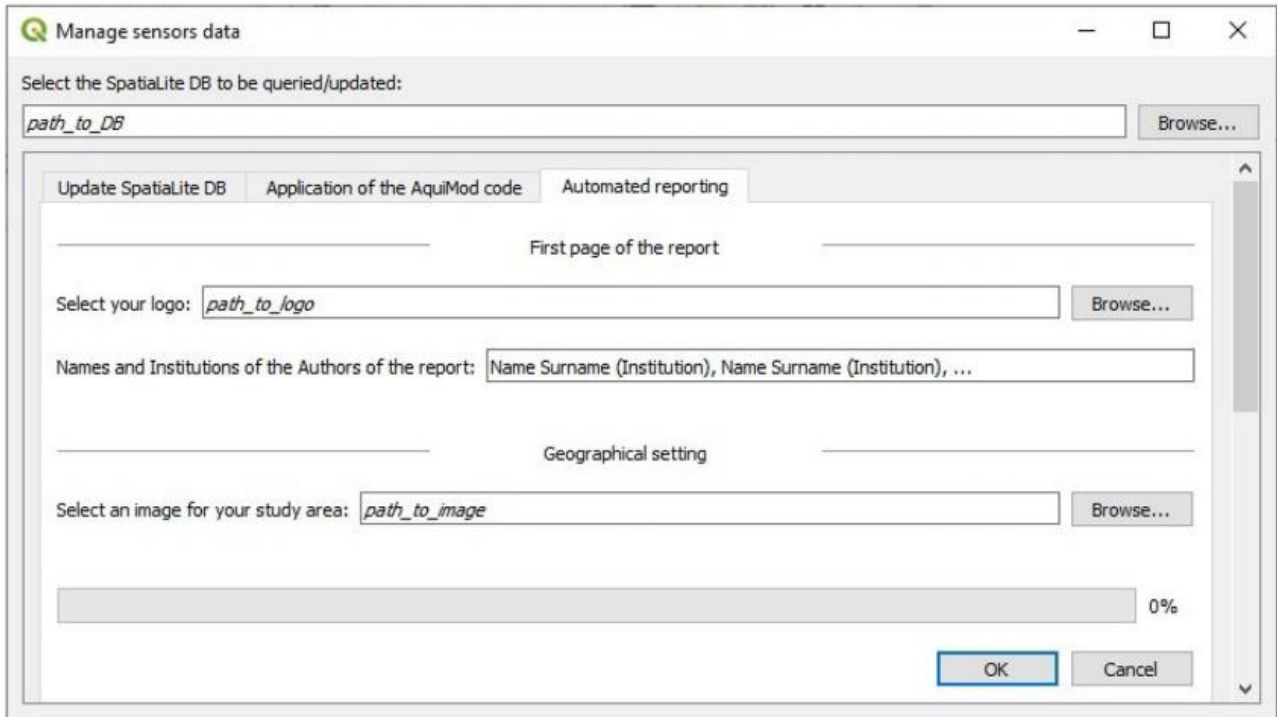 Manage sensors data
Select the SpatiaLite DB to be queried/updated:
path_to_DB Browse...
Update SpatiaLite DB Application of the AquiMod code Automated reporting
First page of the report
Select your logo: path_to_logo Browse...
Names and Institutions of the Authors of the report: Name Surname (Institution), Name Surname (Institution), ...
Geographical setting
Select an image for your study area: path_to_image Browse...
0%
OK Cancel